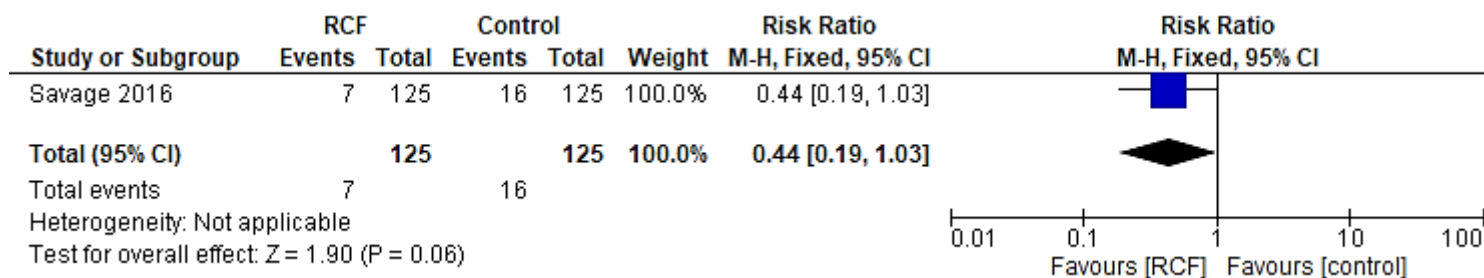 RCF Control Risk Ratio Risk Ratio
Study or Subgroup Events Total Events Total Weight M-H, Fixed, 95% CI M-H, Fixed, 95% CI
Savage 2016 7 125 16 125 100.0% 0.44 [0.19, 1.03]
Total (95% CI) 125 125 100.0% 0.44 [0.19, 1.03]
Total events 7 16
Heterogeneity: Not applicable
Test for overall effect: Z = 1.90 (P = 0.06)
0.01 0.1 1 10 100
Favours [RCF] Favours [control]